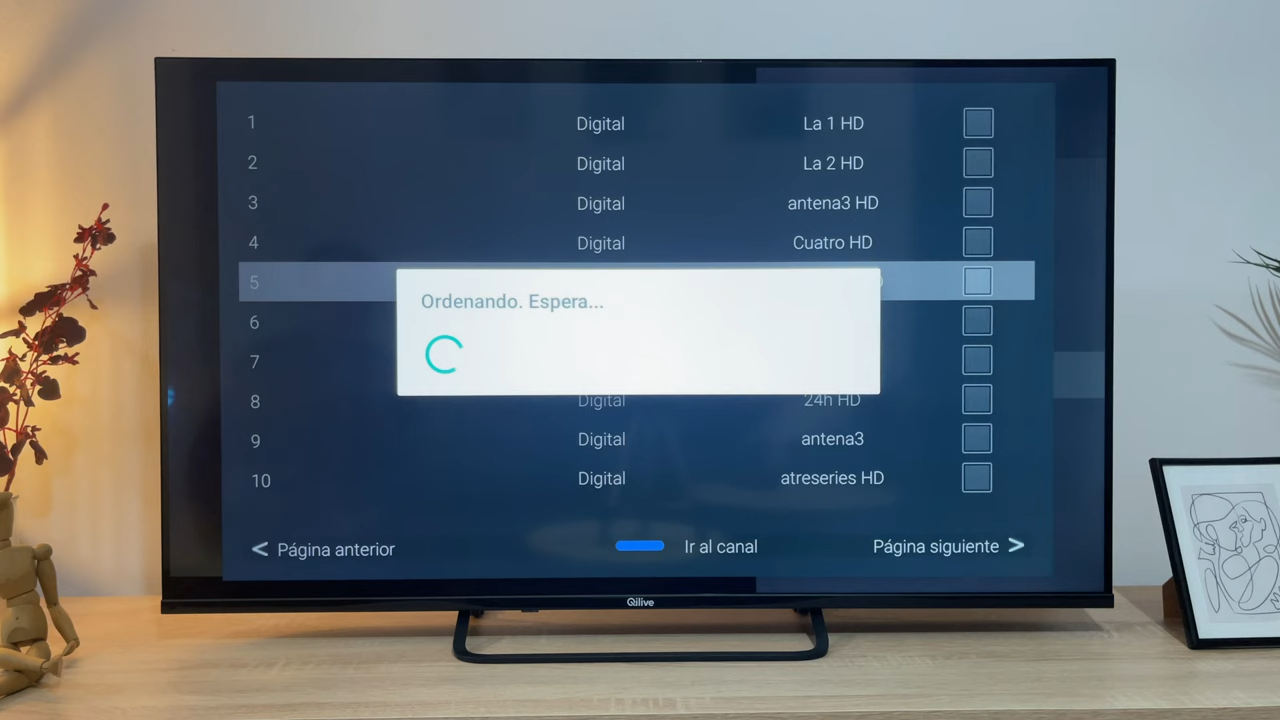 1 Digital La 1 HD
2 Digital La 2 HD
3 Digital antena3 HD
4 Digital Cuatro HD
5
Ordenando. Espera...
6
7
8 Digital 24h HD
9 Digital antena3
10 Digital atreseries HD
< Página anterior Ir al canal Página siguiente >
Qilive